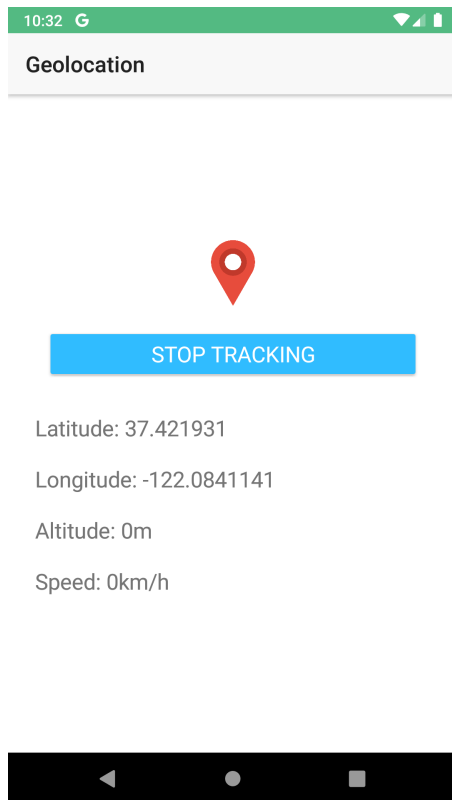 10:32 G
Geolocation
STOP TRACKING
Latitude: 37.421931
Longitude: -122.0841141
Altitude: 0m
Speed: 0km/h